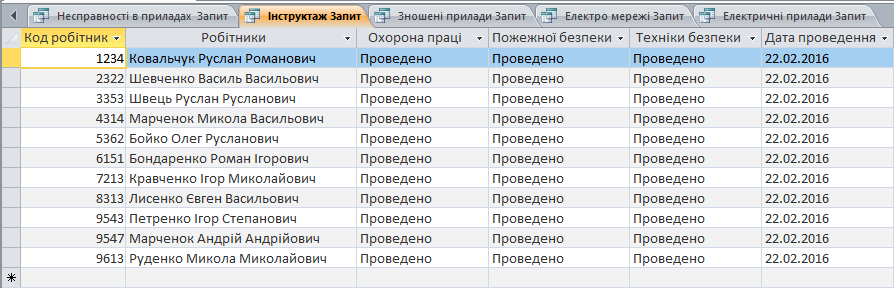 Несправності в приладах Запит Інструктаж Запит Зношені прилади Запит Електро мережі Запит Електричні прилади Запит
Код робітник Робітники Охорона праці Пожежної безпеки Техніки безпеки Дата проведення
1234 Ковальчук Руслан Романович Проведено Проведено Проведено 22.02.2016
2322 Шевченко Василь Васильович Проведено Проведено Проведено 22.02.2016
3353 Швець Руслан Русланович Проведено Проведено Проведено 22.02.2016
4314 Марченок Микола Васильович Проведено Проведено Проведено 22.02.2016
5362 Бойко Олег Русланович Проведено Проведено Проведено 22.02.2016
6151 Бондаренко Роман Ігорович Проведено Проведено Проведено 22.02.2016
7213 Кравченко Ігор Миколайович Проведено Проведено Проведено 22.02.2016
8313 Лисенко Євген Васильович Проведено Проведено Проведено 22.02.2016
9543 Петренко Ігор Степанович Проведено Проведено Проведено 22.02.2016
9547 Марченок Андрій Андрійович Проведено Проведено Проведено 22.02.2016
9613 Руденко Микола Миколайович Проведено Проведено Проведено 22.02.2016